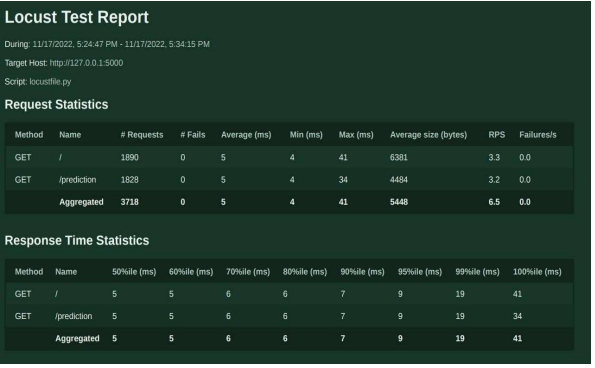 Locust Test Report
During: 11/17/2022, 5:24:47 PM - 11/17/2022, 5:34:15 PM
Target Host: http://127.0.0.1:5000
Script: locustfile.py
Request Statistics
Method Name # Requests # Fails Average (ms) Min (ms) Max (ms) Average size (bytes) RPS Failures/s
GET / 1890 0 5 4 41 6381 3.3 0.0
GET /prediction 1828 0 5 4 34 4484 3.2 0.0
Aggregated 3718 0 5 4 41 5448 6.5 0.0
Response Time Statistics
Method Name 50%ile (ms) 60%ile (ms) 70%ile (ms) 80%ile (ms) 90%ile (ms) 95%ile (ms) 99%ile (ms) 100%ile (ms)
GET / 5 5 6 6 7 9 19 41
GET /prediction 5 5 6 6 7 9 19 34
Aggregated 5 5 6 6 7 9 19 41